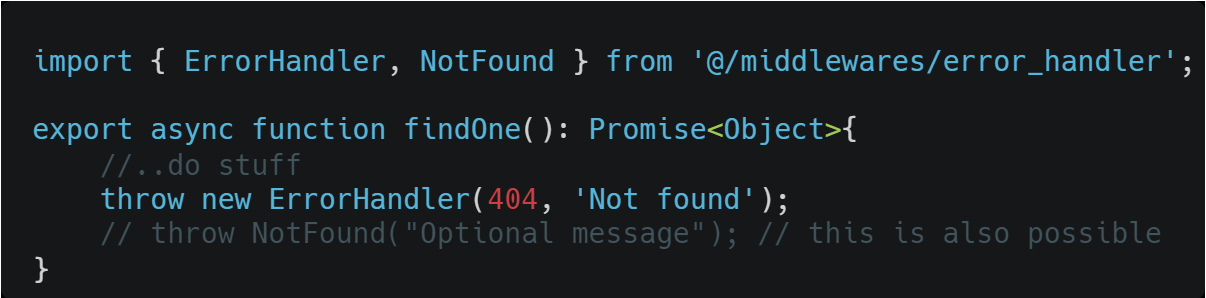 import { ErrorHandler, NotFound } from '@/middlewares/error_handler';
export async function findOne(): Promise<Object>{
//..do stuff
throw new ErrorHandler(404, 'Not found');
// throw NotFound("Optional message"); // this is also possible
}